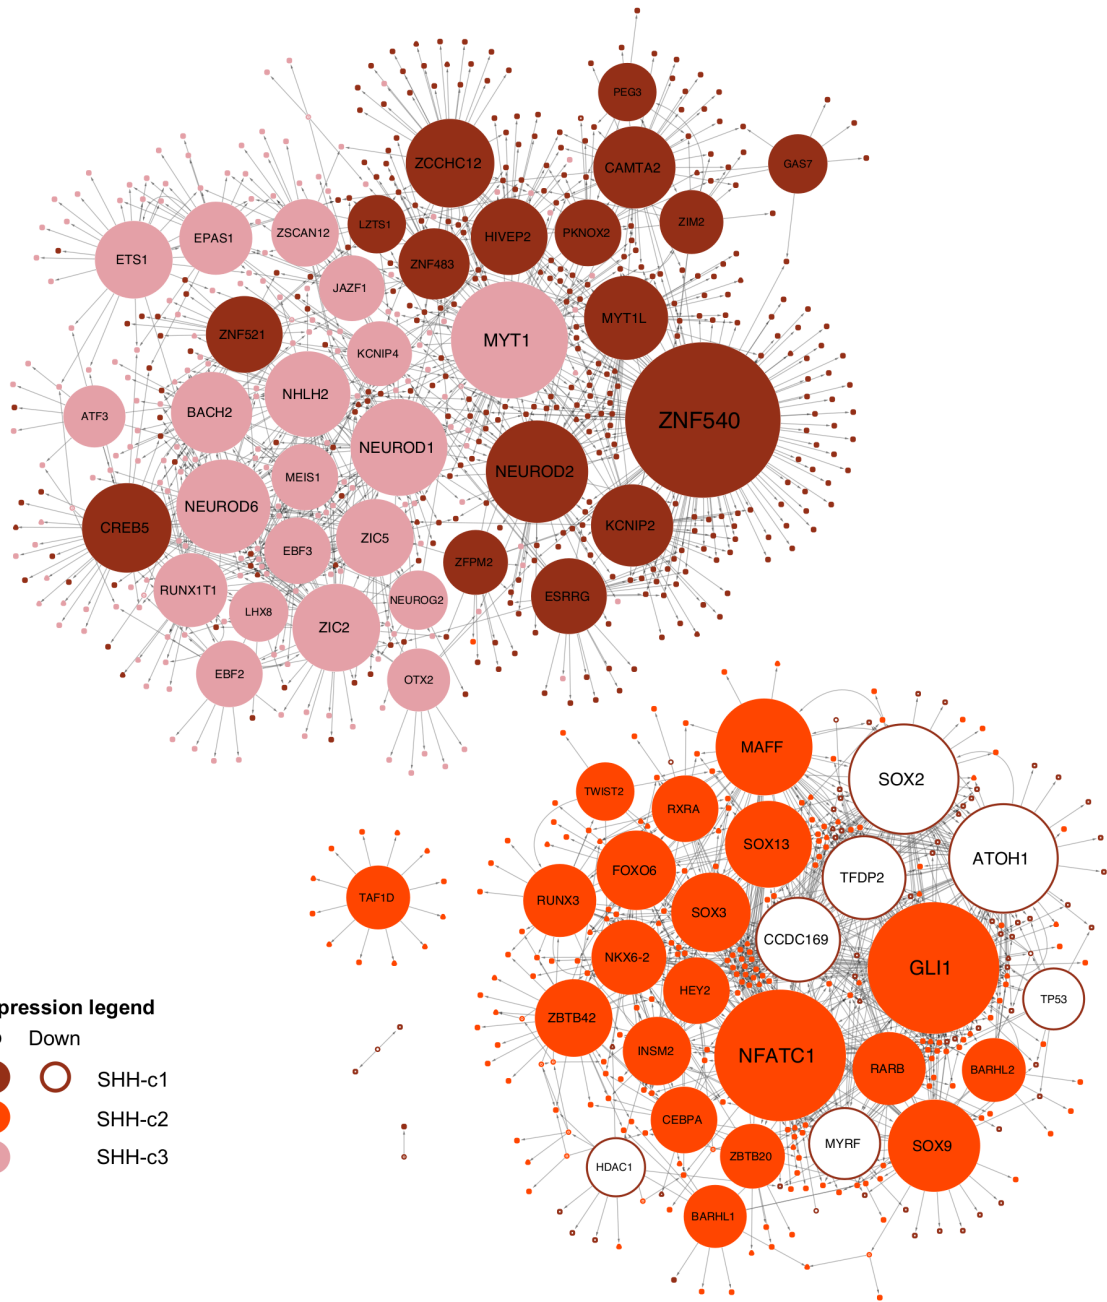 PEG3
ZCCHC12
CAMTA2
GAS7
LZTS1
HIVEP2
PKNOX2
ZIM2
EPAS1
ZSCAN12
ETS1
ZNF483
JAZF1
MYT1L
ZNF521
MYT1
KCNIP4
NHLH2
BACH2
ATF3
ZNF540
NEUROD1
NEUROD2
MEIS1
NEUROD6
CREB5
KCNIP2
ZIC5
EBF3
ZFPM2
RUNX1T1
ESRRG
NEUROG2
LHX8
ZIC2
EBF2
OTX2
MAFF
SOX2
TWIST2
RXRA
SOX13
ATOH1
FOXO6
TFDP2
TAF1D
RUNX3
SOX3
CCDC169
NKX6-2
GLI1
HEY2
TP53
ZBTB42
INSM2
NFATC1
RARB
BARHL2
CEBPA
MYRF
SOX9
ZBTB20
HDAC1
BARHL1
pression legend
Down
SHH-c1
SHH-c2
SHH-c3